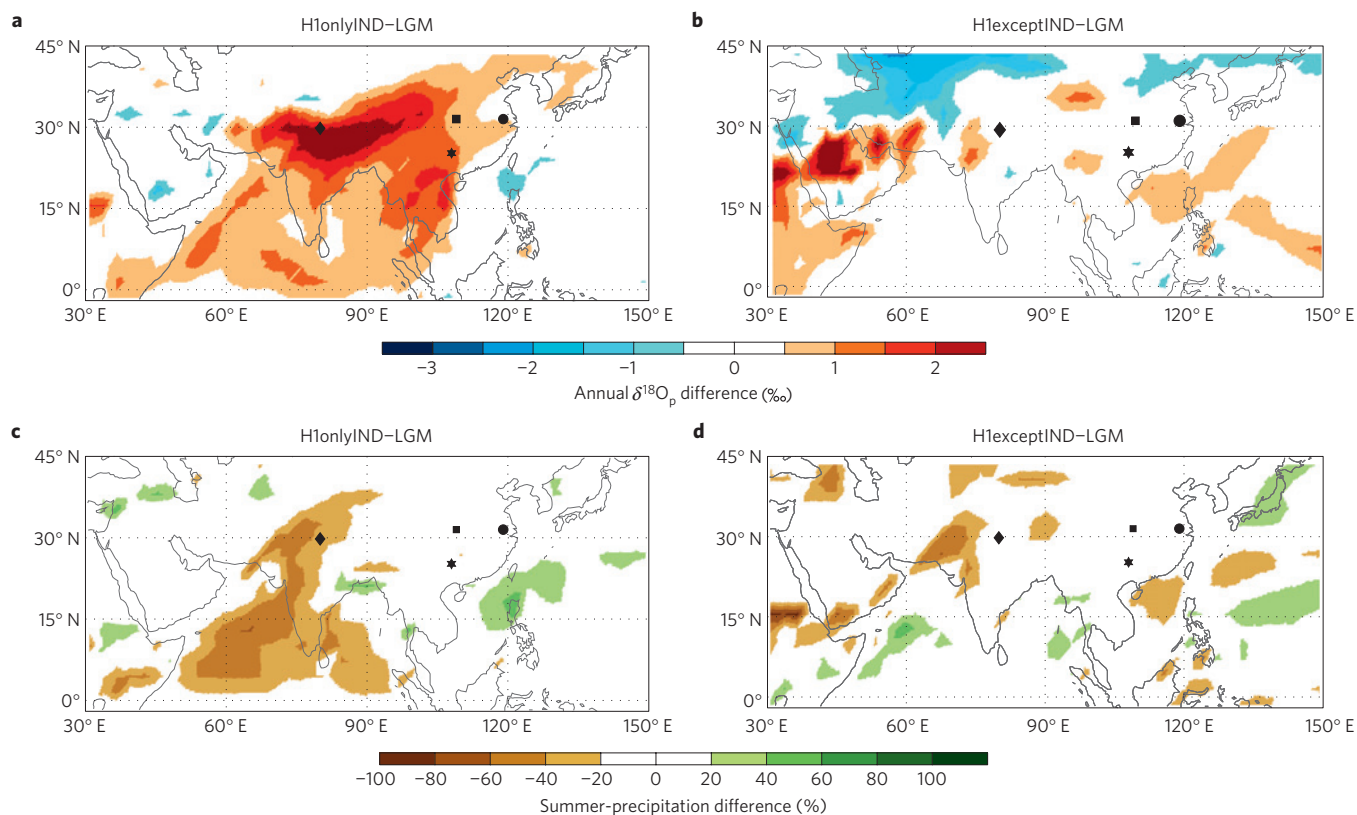 a
H1onlyIND–LGM
45° N
30° N
15° N
0°
30° E 60° E 90° E 120° E 150° E
b
H1exceptIND–LGM
45° N
30° N
15° N
0°
30° E 60° E 90° E 120° E 150° E
−3 −2 −1 0 1 2
Annual δ¹⁸Oₚ difference (‰)
c
H1onlyIND–LGM
45° N
30° N
15° N
0°
30° E 60° E 90° E 120° E 150° E
d
H1exceptIND–LGM
45° N
30° N
15° N
0°
30° E 60° E 90° E 120° E 150° E
−100 −80 −60 −40 −20 0 20 40 60 80 100
Summer-precipitation difference (%)